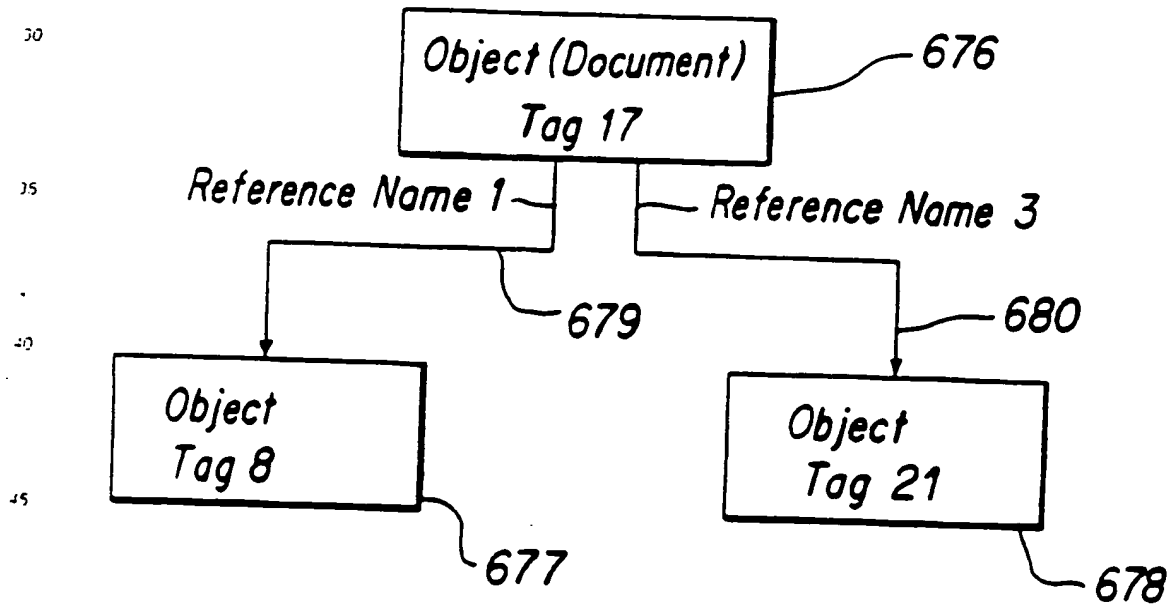 Object (Document)
Tag 17
676
Reference Name 1
Reference Name 3
679
680
Object
Tag 8
Object
Tag 21
677
678
35